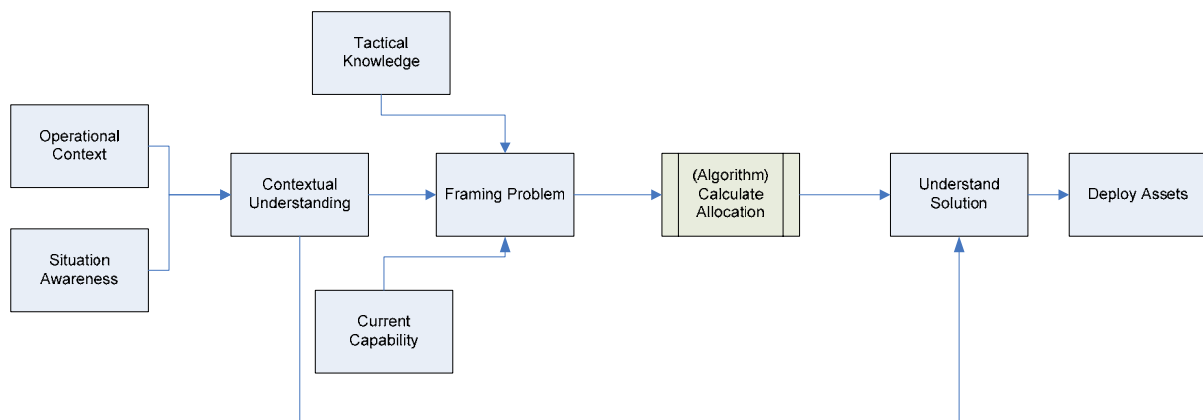 Tactical
Knowledge
Operational
Context
Situation
Awareness
Contextual
Understanding
Framing Problem
Current
Capability
(Algorithm)
Calculate
Allocation
Understand
Solution
Deploy Assets